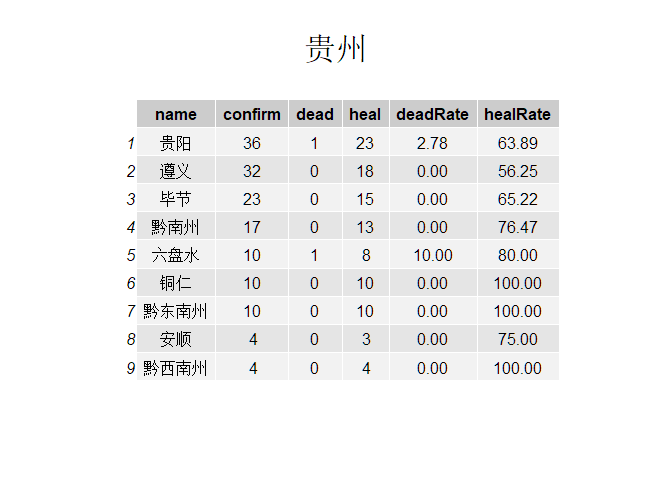 贵州
name confirm dead heal deadRate healRate
1 贵阳 36 1 23 2.78 63.89
2 遵义 32 0 18 0.00 56.25
3 毕节 23 0 15 0.00 65.22
4 黔南州 17 0 13 0.00 76.47
5 六盘水 10 1 8 10.00 80.00
6 铜仁 10 0 10 0.00 100.00
7 黔东南州 10 0 10 0.00 100.00
8 安顺 4 0 3 0.00 75.00
9 黔西南州 4 0 4 0.00 100.00